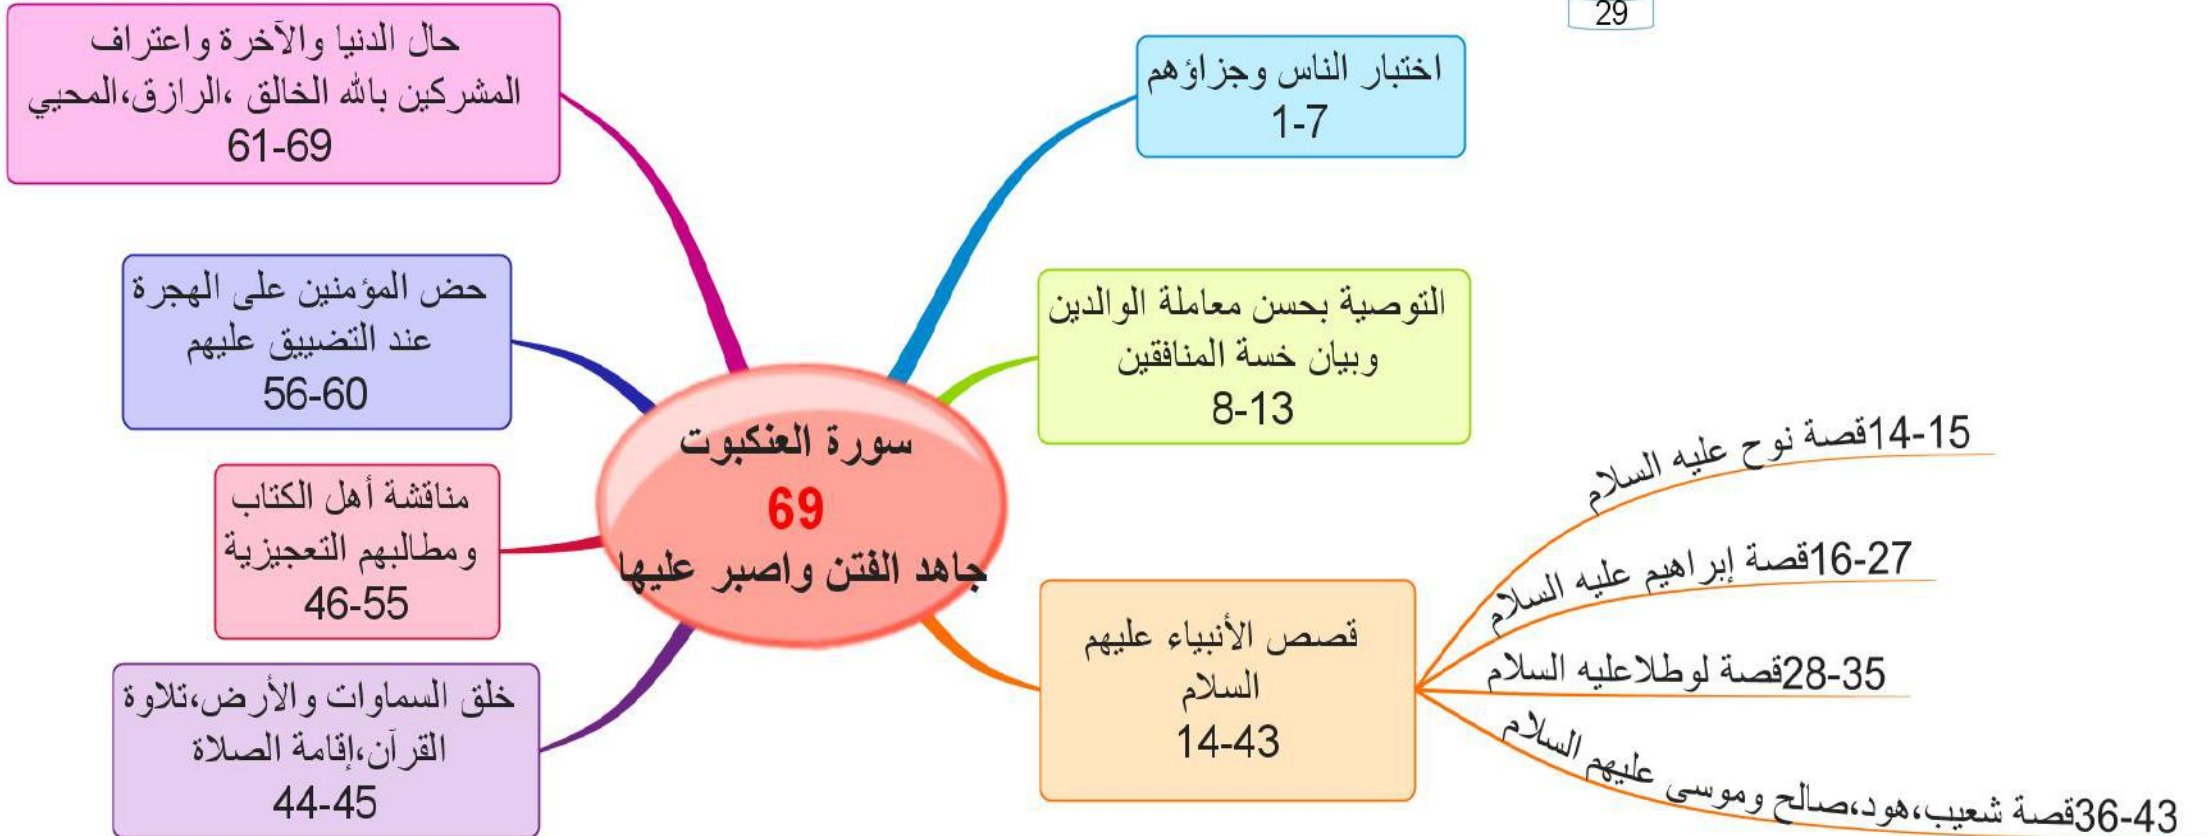 29
سورة العنكبوت
69
جاهد الفتن واصبر عليها
اختبار الناس وجزاؤهم
1-7
التوصية بحسن معاملة الوالدين
وبيان خسة المنافقين
8-13
قصص الأنبياء عليهم
السلام
14-43
14-15قصة نوح عليه السلام
16-27قصة إبراهيم عليه السلام
28-35قصة لوطلاعليه السلام
36-43قصة شعيب،هود،صالح وموسى عليهم السلام
خلق السماوات والأرض،تلاوة
القرآن،إقامة الصلاة
44-45
مناقشة أهل الكتاب
ومطالبهم التعجيزية
46-55
حض المؤمنين على الهجرة
عند التضييق عليهم
56-60
حال الدنيا والآخرة واعتراف
المشركين بالله الخالق ،الرازق،المحيي
61-69